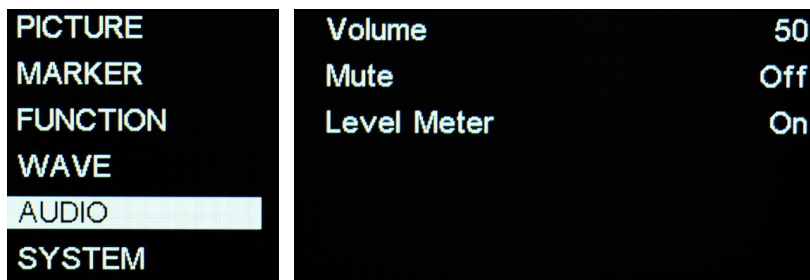 PICTURE
MARKER
FUNCTION
WAVE
AUDIO
SYSTEM
Volume 50
Mute Off
Level Meter On